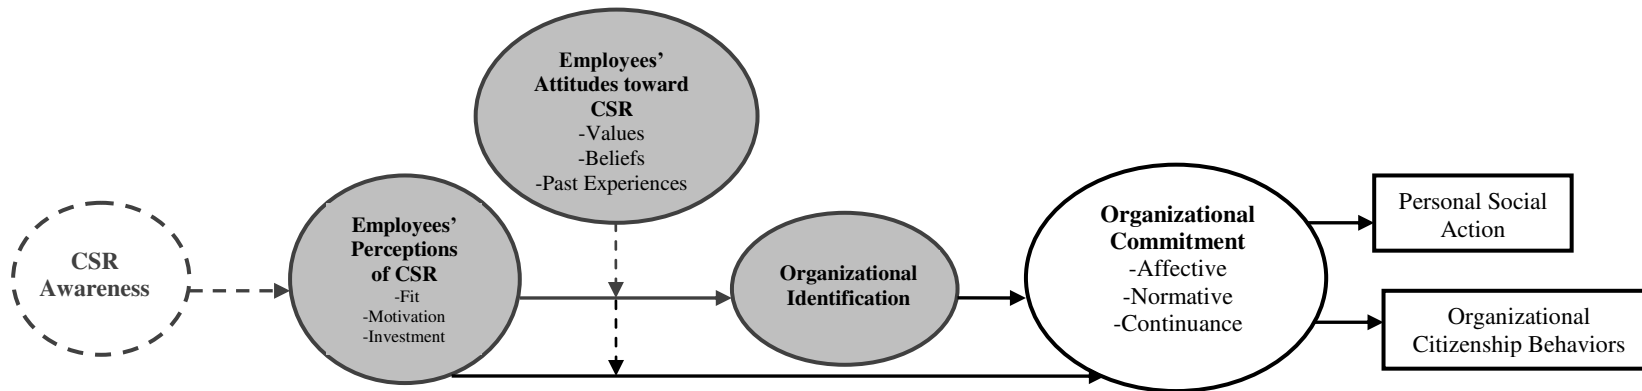 CSR
Awareness
Employees’
Perceptions
of CSR
-Fit
-Motivation
-Investment
Employees’
Attitudes toward
CSR
-Values
-Beliefs
-Past Experiences
Organizational
Identification
Organizational
Commitment
-Affective
-Normative
-Continuance
Personal Social
Action
Organizational
Citizenship Behaviors